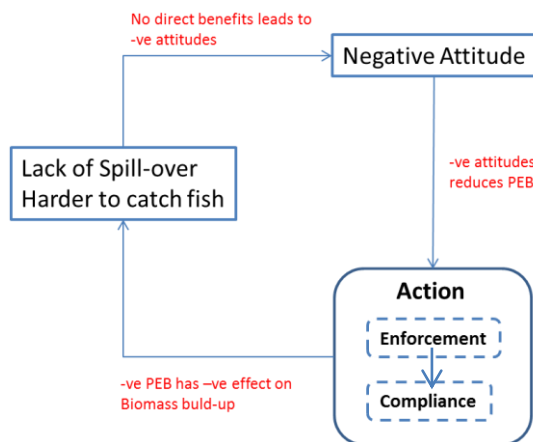 No direct benefits leads to
-ve attitudes
Negative Attitude
Lack of Spill-over
Harder to catch fish
-ve attitudes
reduces PEB
Action
Enforcement
Compliance
-ve PEB has –ve effect on
Biomass buld-up